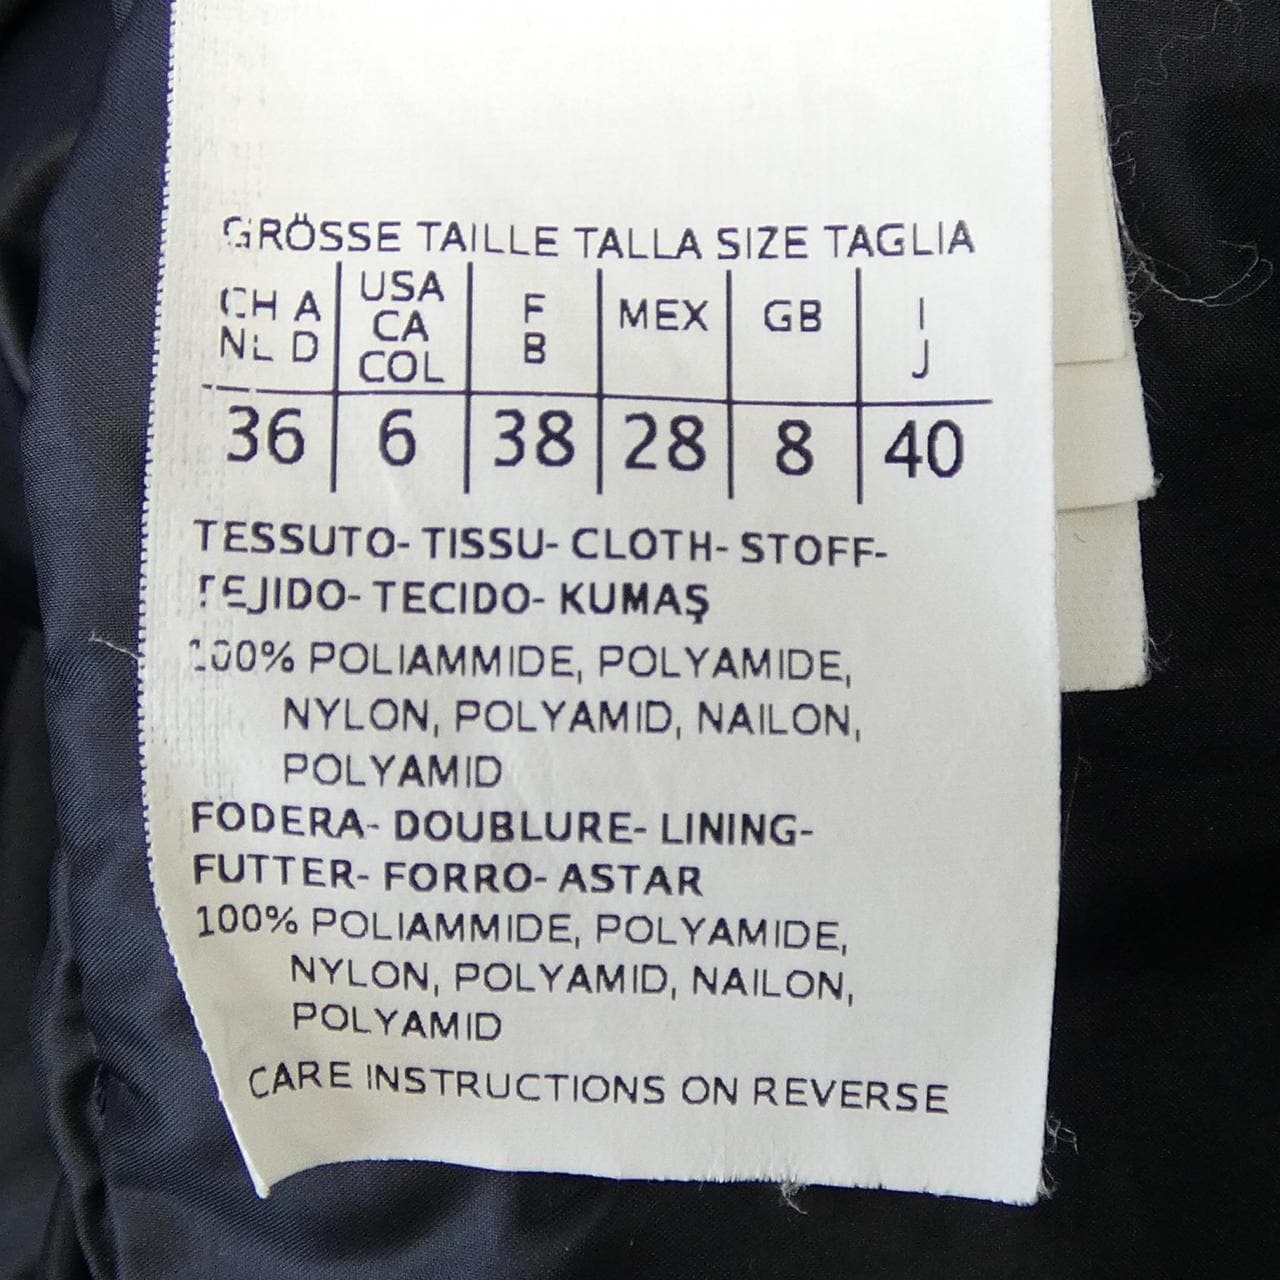 GRÖSSE TAILLE TALLA SIZE TAGLIA
CH A NL D | USA CA COL | F B | MEX | GB | I J
36 | 6 | 38 | 28 | 8 | 40
TESSUTO- TISSU- CLOTH- STOFF-
TEJIDO- TECIDO- KUMAŞ
100% POLIAMMIDE, POLYAMIDE,
NYLON, POLYAMID, NAILON,
POLYAMID
FODERA- DOUBLURE- LINING-
FUTTER- FORRO- ASTAR
100% POLIAMMIDE, POLYAMIDE,
NYLON, POLYAMID, NAILON,
POLYAMID
CARE INSTRUCTIONS ON REVERSE